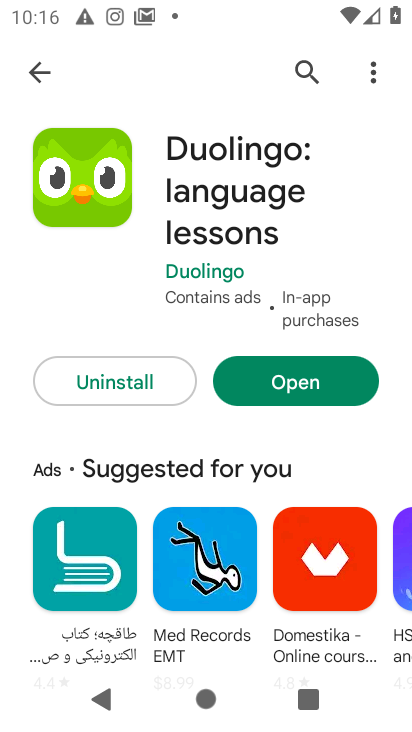 10:16
Duolingo:
language
lessons
Duolingo
Contains ads • In-app
purchases
Uninstall
Open
Ads • Suggested for you
طاقچه؛ کتاب
الکترونیکی و ص...
4.4★
Med Records
EMT
$8.99
Domestika -
Online cours...
4.8★
HS
an
4.9